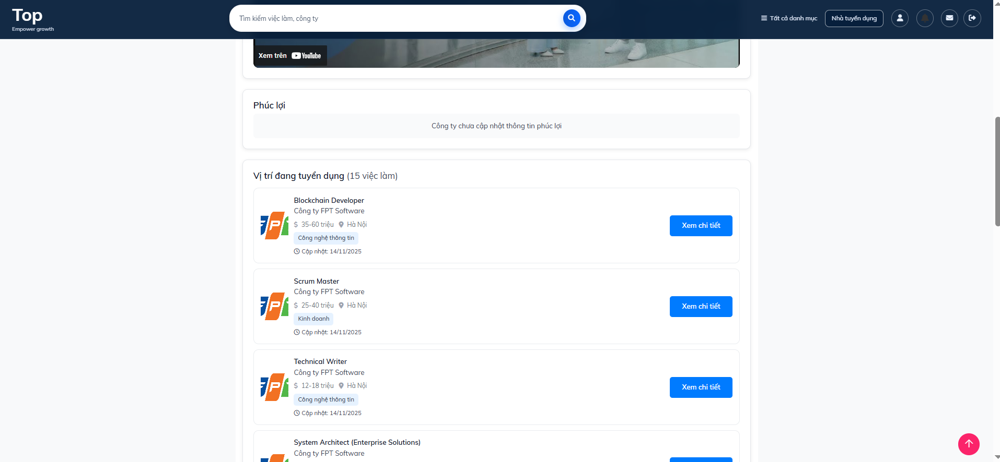 Top
Empower growth
Tìm kiếm việc làm, công ty
Tất cả danh mục
Nhà tuyển dụng
Xem trên YouTube
Phúc lợi
Công ty chưa cập nhật thông tin phúc lợi
Vị trí đang tuyển dụng (15 việc làm)
Blockchain Developer
Công ty FPT Software
$ 35-60 triệu Hà Nội
Công nghệ thông tin
Cập nhật: 14/11/2025
Xem chi tiết
Scrum Master
Công ty FPT Software
$ 25-40 triệu Hà Nội
Kinh doanh
Cập nhật: 14/11/2025
Xem chi tiết
Technical Writer
Công ty FPT Software
$ 12-18 triệu Hà Nội
Công nghệ thông tin
Cập nhật: 14/11/2025
Xem chi tiết
System Architect (Enterprise Solutions)
Công ty FPT Software